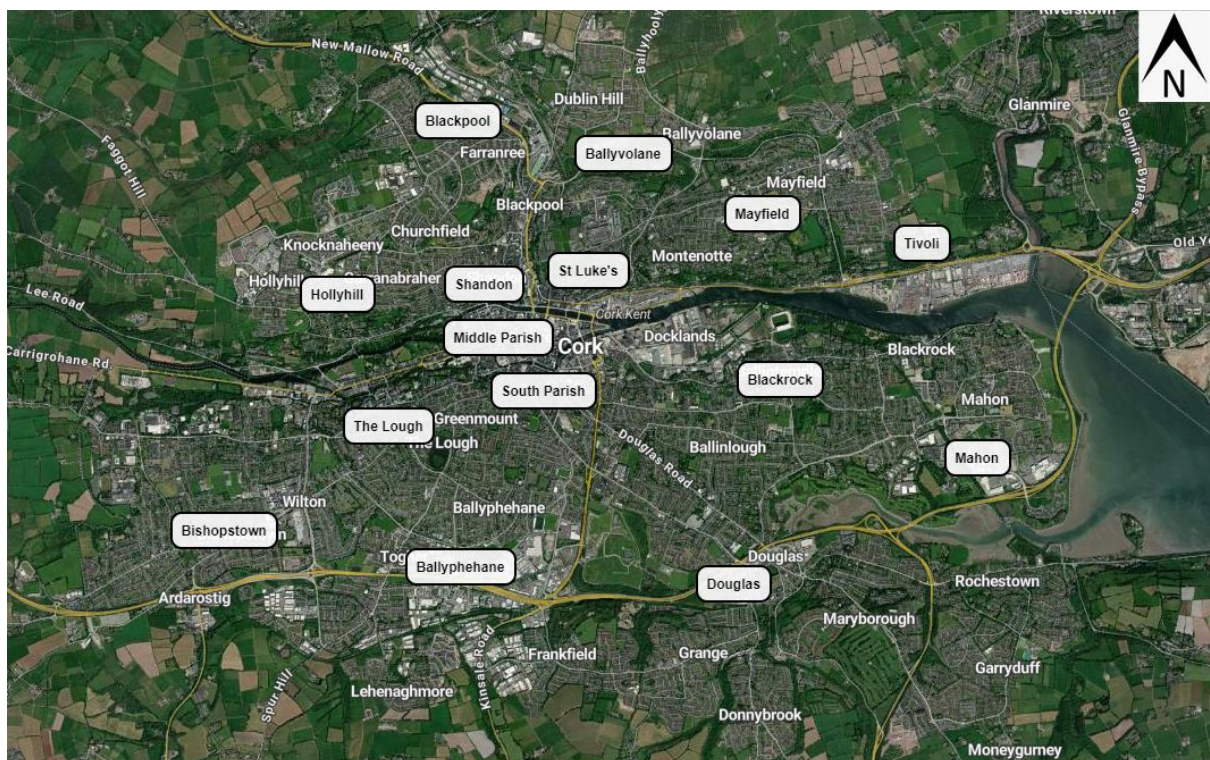 Riverstown
New Mallow Road
Ballyhooly
N
Dublin Hill
Glanmire
Blackpool
Ballyvolane
Farranree
Ballyvolane
Faggot Hill
Glanmire Bypass
Mayfield
Blackpool
Mayfield
Churchfield
Knocknaheeny
Tivoli
Old
Montenotte
St Luke's
Hollyhill
Shandon
Hollyhill
Lee Road
Cork Kent
Middle Parish
Docklands
Cork
Carrigrohane Rd
Blackrock
Blackrock
South Parish
Mahon
The Lough
Greenmount
The Lough
Douglas Road
Ballinlough
Mahon
Wilton
Ballyphehane
Bishopstown
Douglas
Ballyphehane
Douglas
Rochestown
Ardarostig
Maryborough
Kinsale Road
Frankfield
Grange
Garryduff
Spur Hill
Lehenaghmore
Donnybrook
Moneygurney